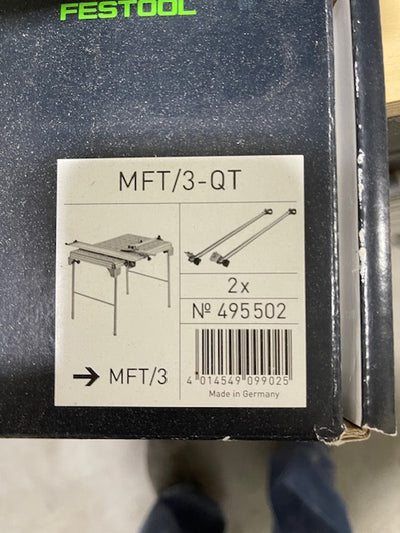 FESTOOL
MFT/3-QT
2x
№ 495502
→ MFT/3
4 014549 099025
Made in Germany